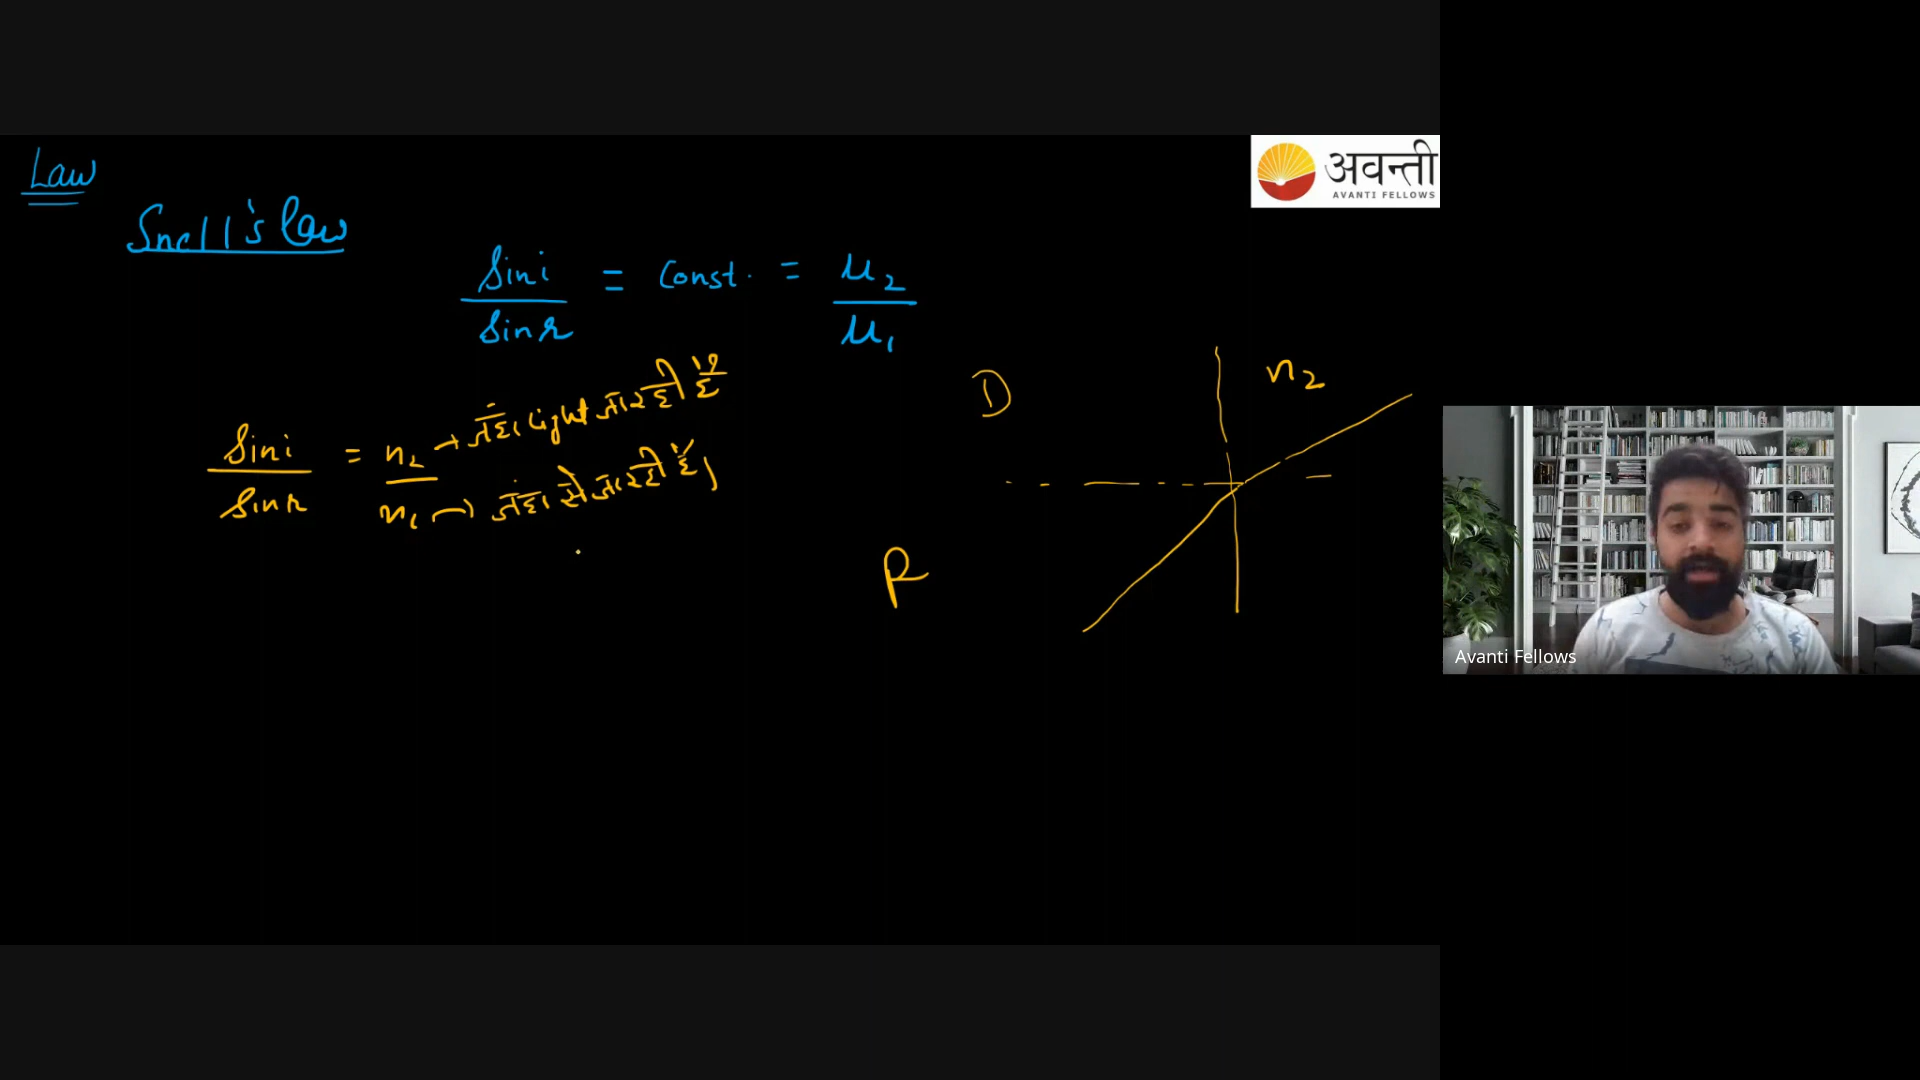 Law
अवन्ती
AVANTI FELLOWS
Snell's law
Sin i / Sin r = Const. = μ2 / μ1
D
n2
Sin i / Sin r = n2 / n1
→ जहां light जा रही है
→ जहां से जा रही है
R
Avanti Fellows